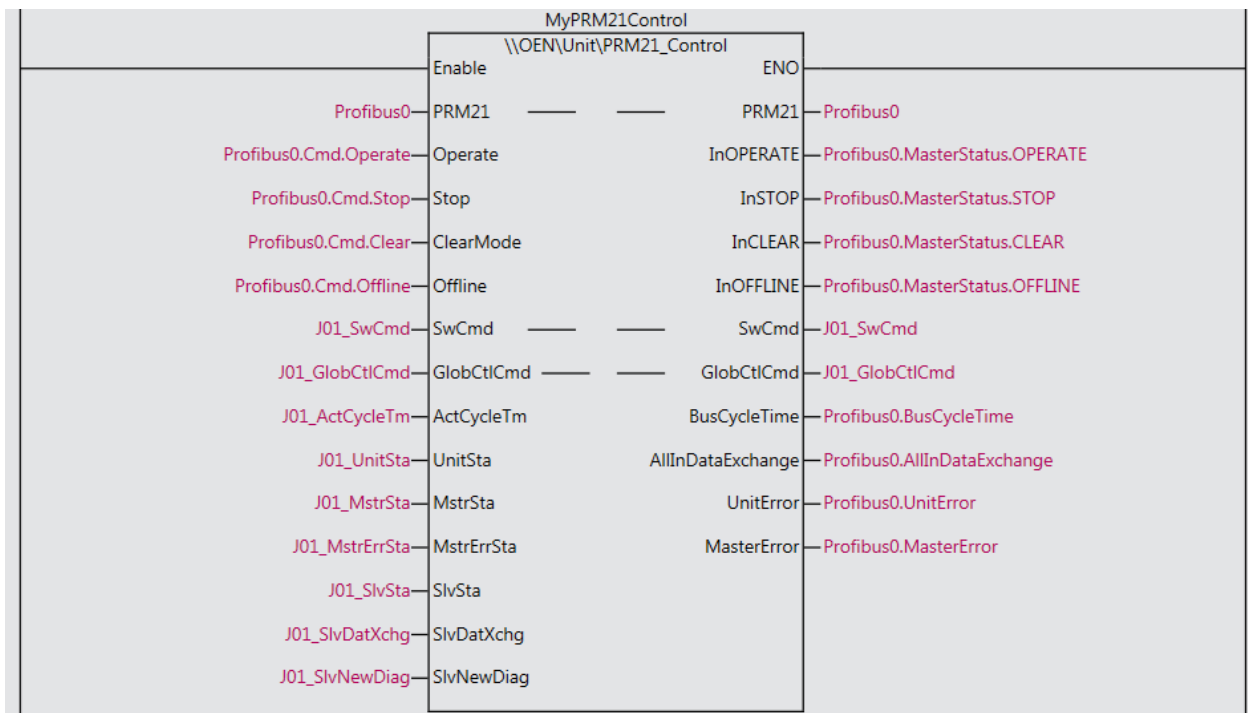 MyPRM21Control
\\OEN\Unit\PRM21_Control
Enable ENO
Profibus0 PRM21 PRM21 Profibus0
Profibus0.Cmd.Operate Operate InOPERATE Profibus0.MasterStatus.OPERATE
Profibus0.Cmd.Stop Stop InSTOP Profibus0.MasterStatus.STOP
Profibus0.Cmd.Clear ClearMode InCLEAR Profibus0.MasterStatus.CLEAR
Profibus0.Cmd.Offline Offline InOFFLINE Profibus0.MasterStatus.OFFLINE
J01_SwCmd SwCmd SwCmd J01_SwCmd
J01_GlobCtlCmd GlobCtlCmd GlobCtlCmd J01_GlobCtlCmd
J01_ActCycleTm ActCycleTm BusCycleTime Profibus0.BusCycleTime
J01_UnitSta UnitSta AllInDataExchange Profibus0.AllInDataExchange
J01_MstrSta MstrSta UnitError Profibus0.UnitError
J01_MstrErrSta MstrErrSta MasterError Profibus0.MasterError
J01_SlvSta SlvSta
J01_SlvDatXchg SlvDatXchg
J01_SlvNewDiag SlvNewDiag